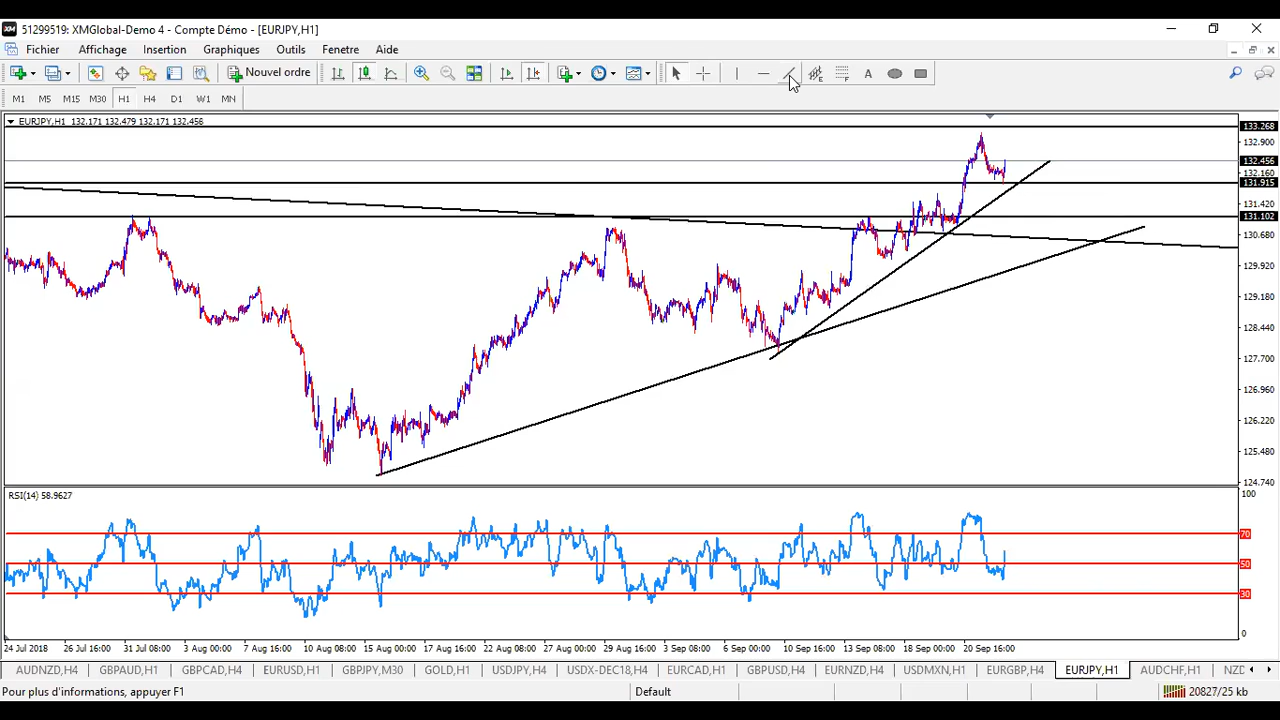 51299519: XMGlobal-Demo 4 - Compte Démo - [EURJPY,H1]
Fichier Affichage Insertion Graphiques Outils Fenetre Aide
Nouvel ordre A
M1 M5 M15 M30 H1 H4 D1 W1 MN
EURJPY,H1 132.171 132.479 132.171 132.456
133.268
132.900
132.456
132.160
131.915
131.420
131.102
130.680
129.920
129.180
128.440
127.700
126.960
126.220
125.480
124.740
RSI(14) 58.9627
100
70
50
30
0
24 Jul 2018 26 Jul 16:00 31 Jul 08:00 3 Aug 00:00 7 Aug 16:00 10 Aug 08:00 15 Aug 00:00 17 Aug 16:00 22 Aug 08:00 27 Aug 00:00 29 Aug 16:00 3 Sep 08:00 6 Sep 00:00 10 Sep 16:00 13 Sep 08:00 18 Sep 00:00 20 Sep 16:00
AUDNZD,H4 GBPAUD,H1 GBPCAD,H4 EURUSD,H1 GBPJPY,M30 GOLD,H1 USDJPY,H4 USDX-DEC18,H4 EURCAD,H1 GBPUSD,H4 EURNZD,H4 USDMXN,H1 EURGBP,H4 EURJPY,H1 AUDCHF,H1 NZD
Pour plus d'informations, appuyer F1 Default 20827/25 kb